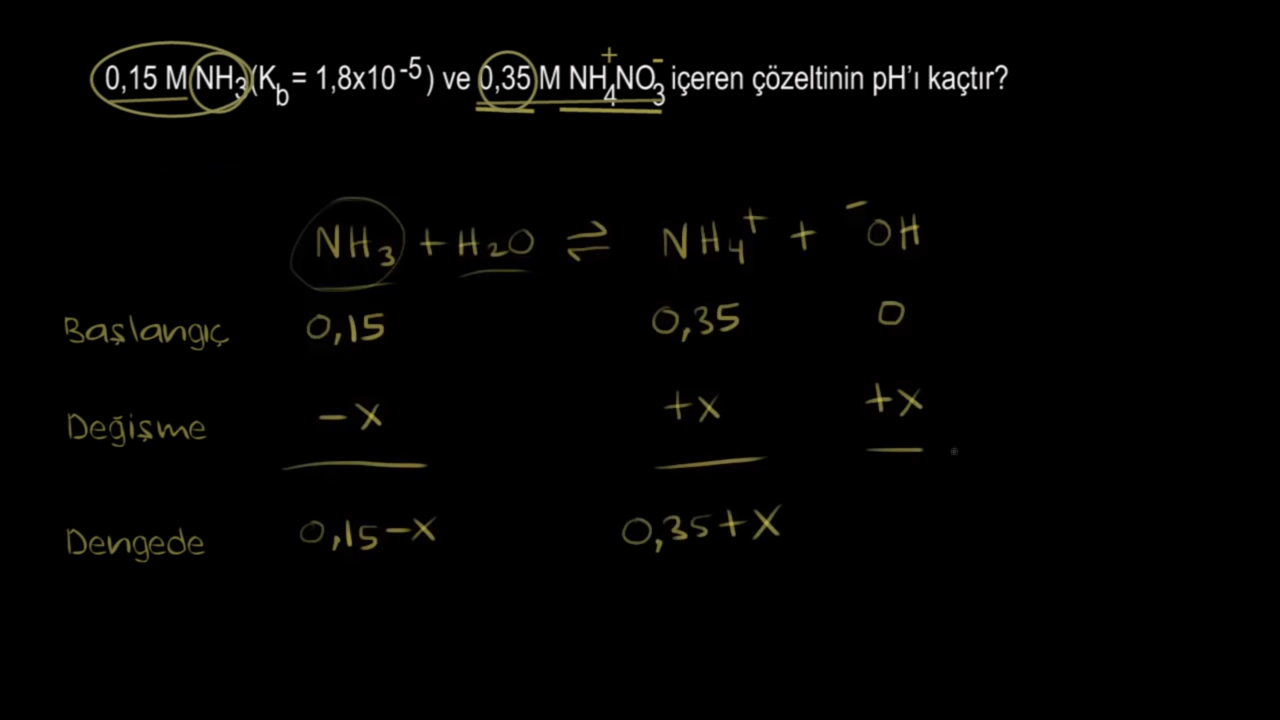 0,15 M NH₃(K_b = 1,8x10⁻⁵) ve 0,35 M NH₄⁺NO₃⁻ içeren çözeltinin pH'ı kaçtır?
NH₃ + H₂O ⇌ NH₄⁺ + ⁻OH
Başlangıç 0,15 0,35 0
Değişme -x +x +x
Dengede 0,15-x 0,35+x